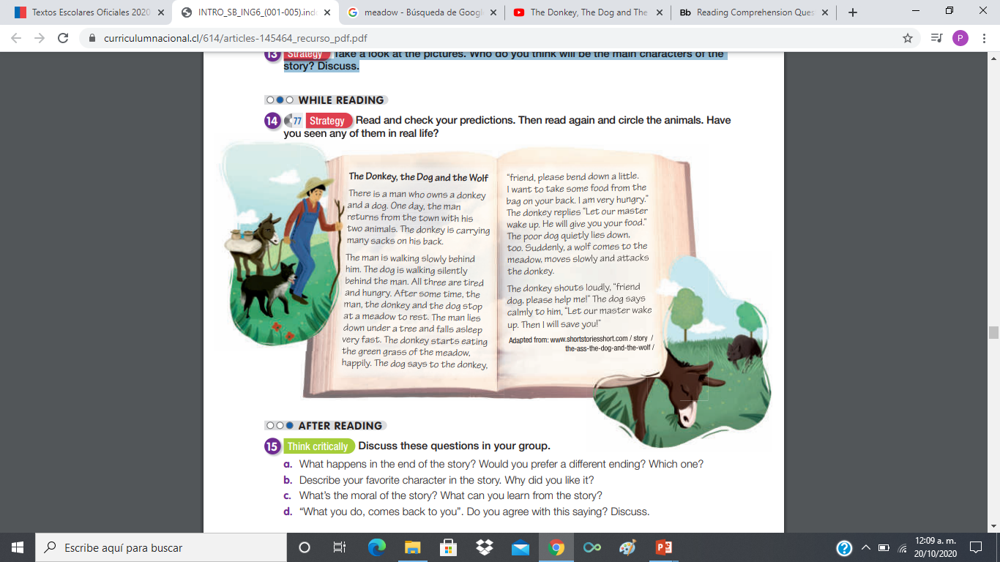 Textos Escolares Oficiales 2020
INTRO_SB_ING6_(001-005).ind
meadow - Búsqueda de Goog
The Donkey, The Dog and The
Bb Reading Comprehension Ques
curriculumnacional.cl/614/articles-145464_recurso_pdf.pdf
P
13 Strategy Take a look at the pictures. Who do you think will be the main characters of the
story? Discuss.
WHILE READING
14 77 Strategy Read and check your predictions. Then read again and circle the animals. Have
you seen any of them in real life?
The Donkey, the Dog and the Wolf
There is a man who owns a donkey
and a dog. One day, the man
returns from the town with his
two animals. The donkey is carrying
many sacks on his back.
The man is walking slowly behind
him. The dog is walking silently
behind the man. All three are tired
and hungry. After some time, the
man, the donkey and the dog stop
at a meadow to rest. The man lies
down under a tree and falls asleep
very fast. The donkey starts eating
the green grass of the meadow,
happily. The dog says to the donkey,
"friend, please bend down a little.
I want to take some food from the
bag on your back. I am very hungry."
The donkey replies "Let our master
wake up. He will give you your food."
The poor dog quietly lies down,
too. Suddenly, a wolf comes to the
meadow, moves slowly and attacks
the donkey.
The donkey shouts loudly, "friend
dog, please help me!" The dog says
calmly to him, "Let our master wake
up. Then I will save you!"
Adapted from: www.shortstoriesshort.com / story /
the-ass-the-dog-and-the-wolf /
AFTER READING
15 Think critically Discuss these questions in your group.
a. What happens in the end of the story? Would you prefer a different ending? Which one?
b. Describe your favorite character in the story. Why did you like it?
c. What's the moral of the story? What can you learn from the story?
d. "What you do, comes back to you". Do you agree with this saying? Discuss.
Escribe aquí para buscar
12:09 a. m.
20/10/2020